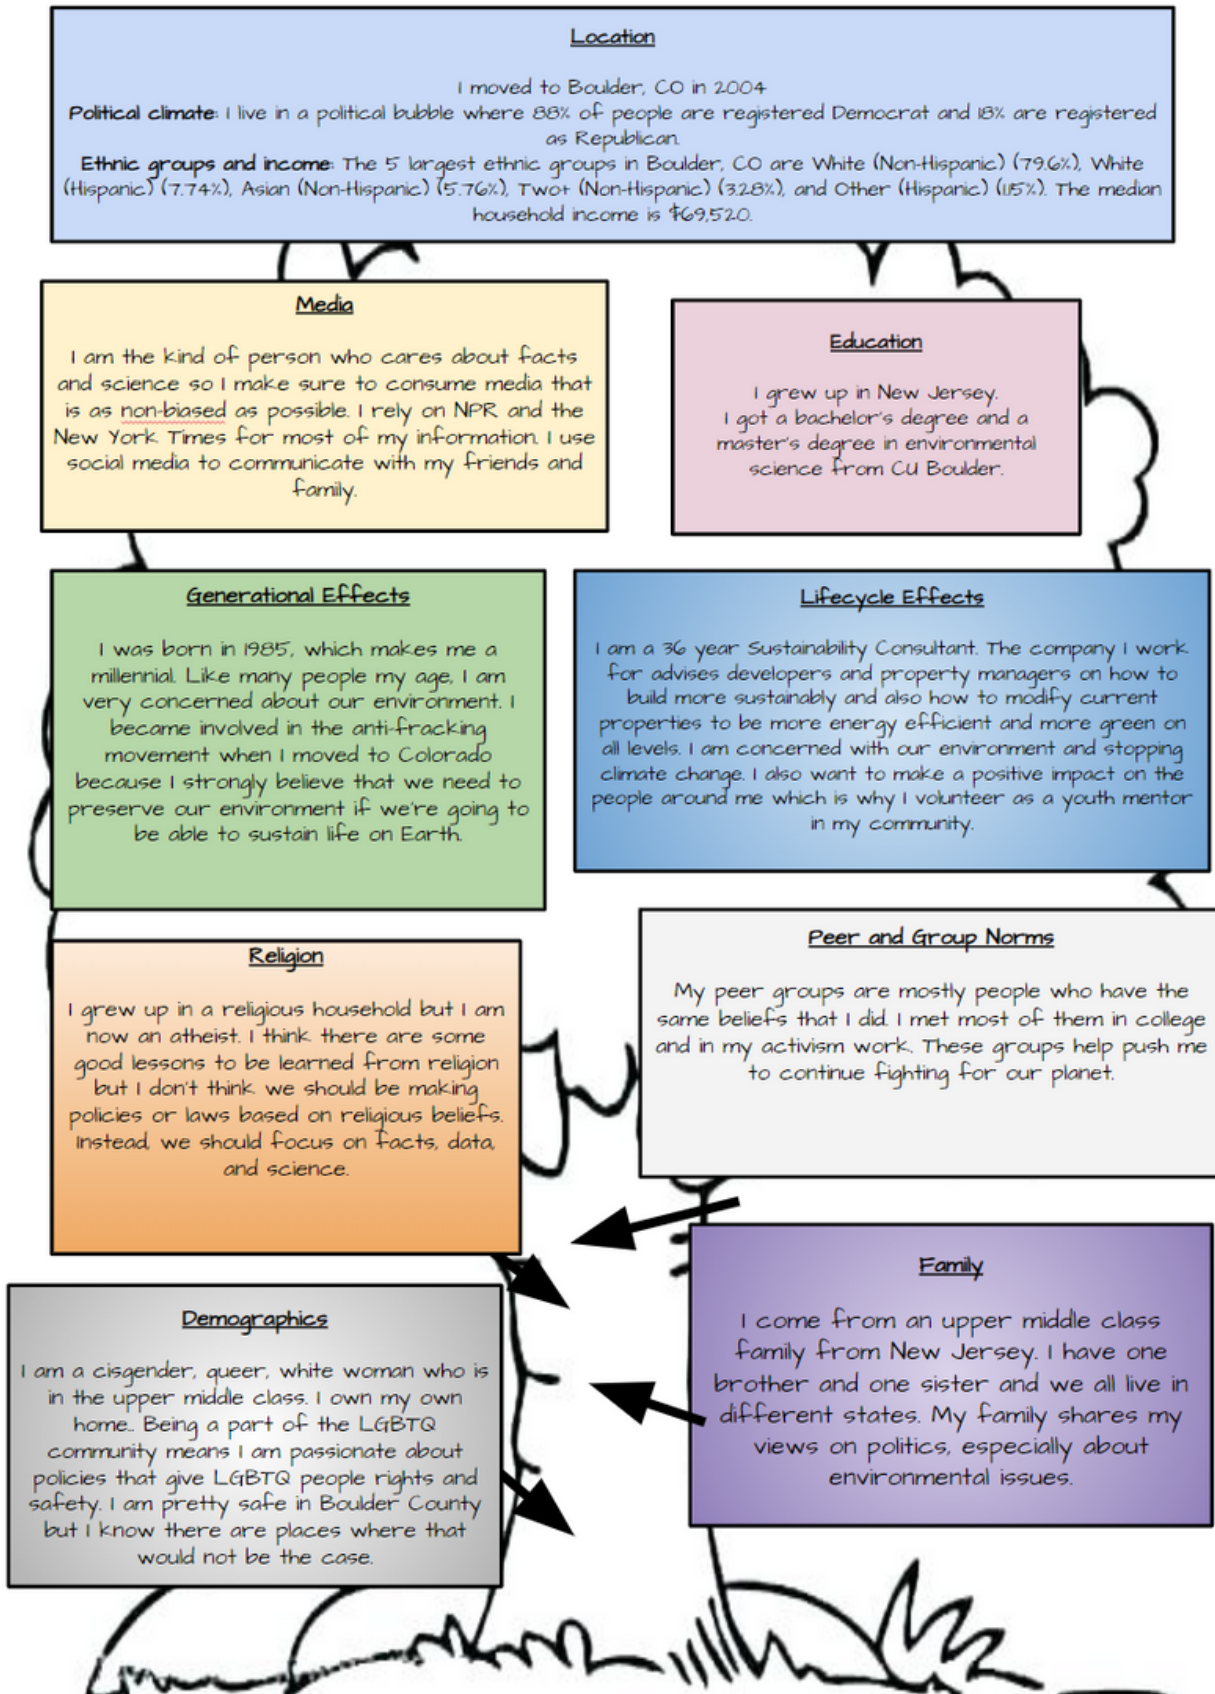 Location
I moved to Boulder, CO in 2004
Political climate: I live in a political bubble where 88% of people are registered Democrat and 18% are registered
as Republican.
Ethnic groups and income: The 5 largest ethnic groups in Boulder, CO are White (Non-Hispanic) (79.6%), White
(Hispanic) (7.74%), Asian (Non-Hispanic) (5.76%), Two+ (Non-Hispanic) (3.28%), and Other (Hispanic) (1.15%). The median
household income is $69,520.
Media
I am the kind of person who cares about facts
and science so I make sure to consume media that
is as non-biased as possible. I rely on NPR and the
New York Times for most of my information. I use
social media to communicate with my friends and
family.
Education
I grew up in New Jersey.
I got a bachelor's degree and a
master's degree in environmental
science from CU Boulder.
Generational Effects
I was born in 1985, which makes me a
millennial. Like many people my age, I am
very concerned about our environment. I
became involved in the anti-fracking
movement when I moved to Colorado
because I strongly believe that we need to
preserve our environment if we're going to
be able to sustain life on Earth.
Lifecycle Effects
I am a 36 year Sustainability Consultant. The company I work
for advises developers and property managers on how to
build more sustainably and also how to modify current
properties to be more energy efficient and more green on
all levels. I am concerned with our environment and stopping
climate change. I also want to make a positive impact on the
people around me which is why I volunteer as a youth mentor
in my community.
Religion
I grew up in a religious household but I am
now an atheist. I think there are some
good lessons to be learned from religion
but I don't think we should be making
policies or laws based on religious beliefs.
Instead, we should focus on facts, data,
and science.
Peer and Group Norms
My peer groups are mostly people who have the
same beliefs that I did. I met most of them in college
and in my activism work. These groups help push me
to continue fighting for our planet.
Demographics
I am a cisgender, queer, white woman who is
in the upper middle class. I own my own
home.. Being a part of the LGBTQ
community means I am passionate about
policies that give LGBTQ people rights and
safety. I am pretty safe in Boulder County
but I know there are places where that
would not be the case.
Family
I come from an upper middle class
family from New Jersey. I have one
brother and one sister and we all live in
different states. My family shares my
views on politics, especially about
environmental issues.